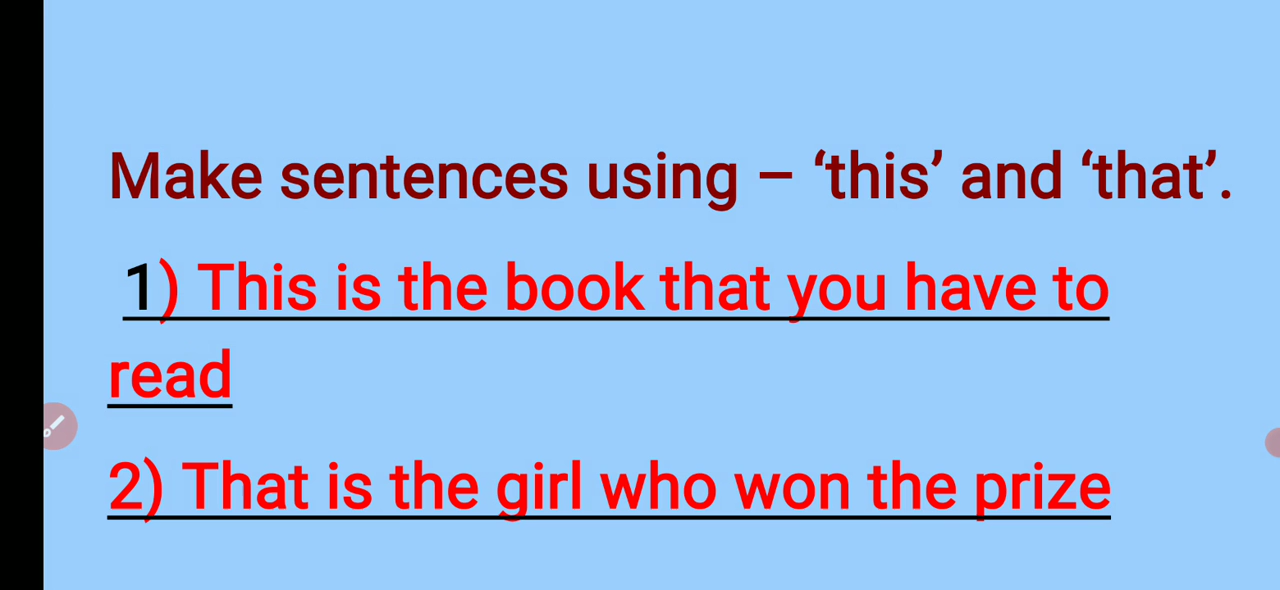 Make sentences using – ‘this’ and ‘that’.
1) This is the book that you have to
read
2) That is the girl who won the prize